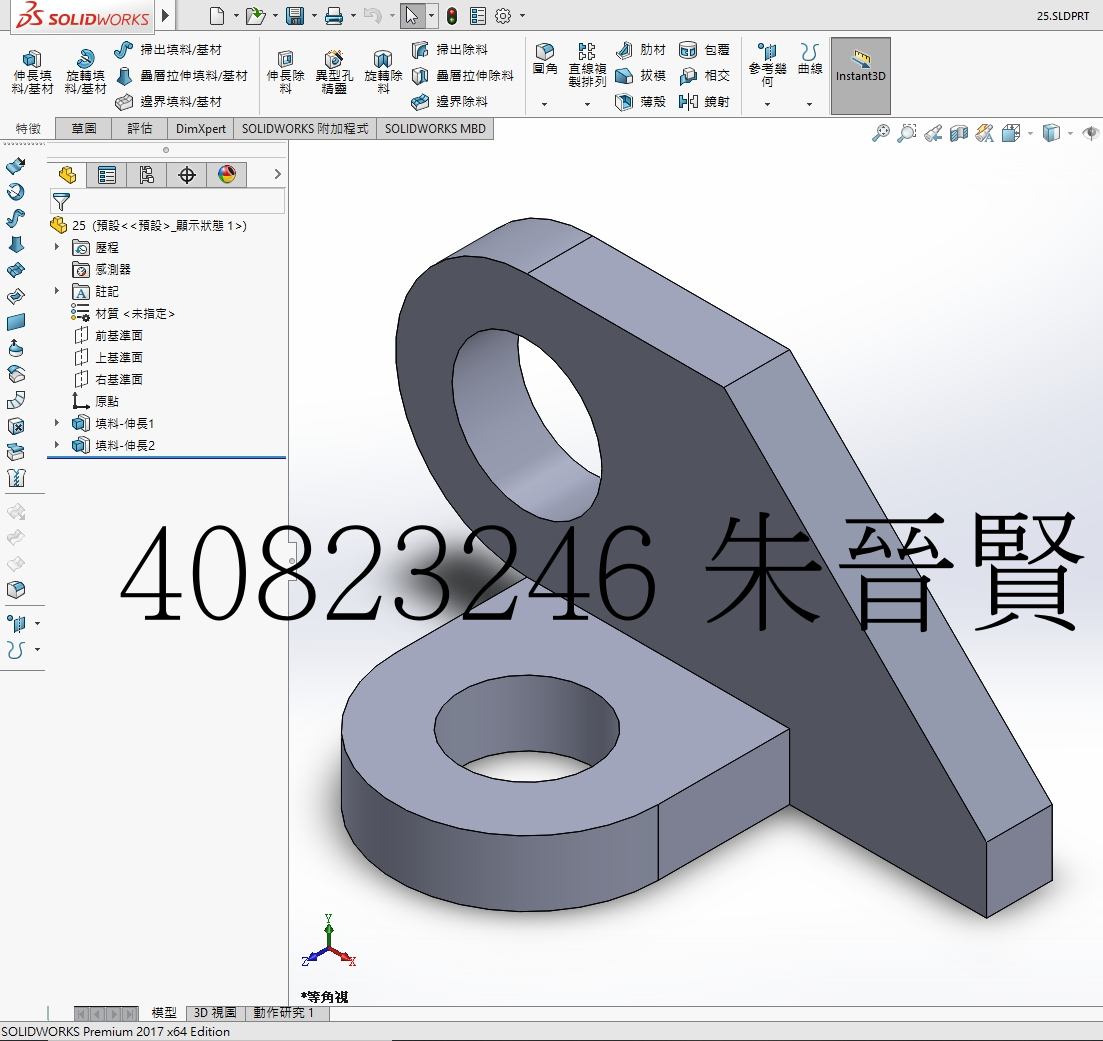 SOLIDWORKS
25.SLDPRT
伸長填料/基材
旋轉填料/基材
掃出填料/基材
疊層拉伸填料/基材
邊界填料/基材
伸長除料
異型孔精靈
旋轉除料
掃出除料
疊層拉伸除料
邊界除料
圓角
直線複製排列
肋材
拔模
薄殼
包覆
相交
鏡射
參考幾何
曲線
Instant3D
特徵
草圖
評估
DimXpert
SOLIDWORKS 附加程式
SOLIDWORKS MBD
25 (預設<<預設>_顯示狀態 1>)
歷程
感測器
註記
材質 <未指定>
前基準面
上基準面
右基準面
原點
填料-伸長1
填料-伸長2
40823246 朱晉賢
Y
Z
X
*等角視
模型
3D 視圖
動作研究 1
SOLIDWORKS Premium 2017 x64 Edition